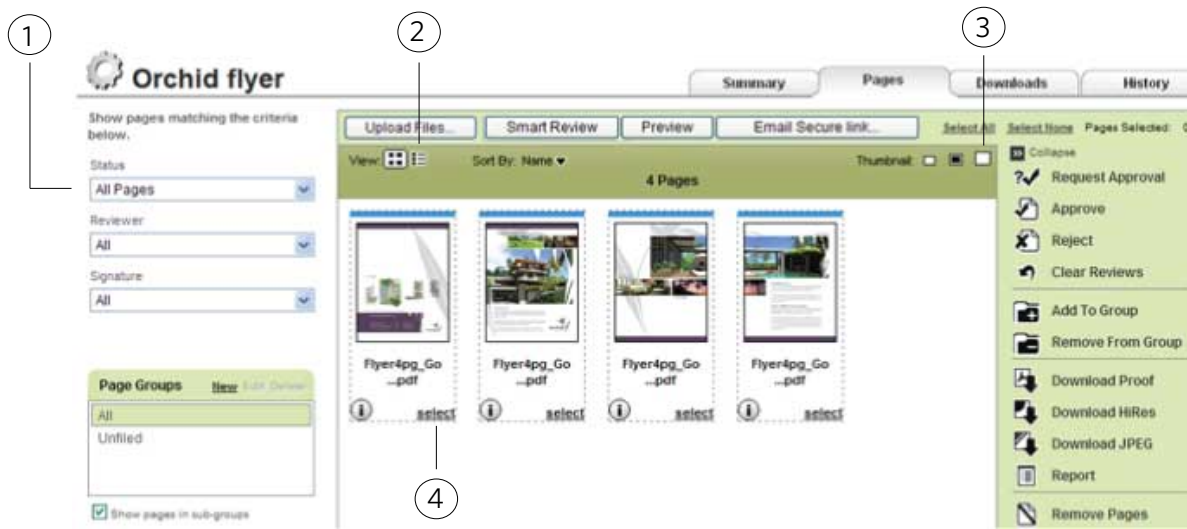 1
2
3
Orchid flyer
Summary
Pages
Downloads
History
Show pages matching the criteria
below.
Status
All Pages
Reviewer
All
Signature
All
Page Groups New Edit Delete
All
Unfiled
Show pages in sub-groups
Upload Files...
Smart Review
Preview
Email Secure link...
Select All
Select None
Pages Selected:
View:
Sort By: Name
Thumbnail:
4 Pages
Flyer4pg_Go
...pdf
select
Flyer4pg_Go
...pdf
select
Flyer4pg_Go
...pdf
select
Flyer4pg_Go
...pdf
select
4
Collapse
Request Approval
Approve
Reject
Clear Reviews
Add To Group
Remove From Group
Download Proof
Download HiRes
Download JPEG
Report
Remove Pages